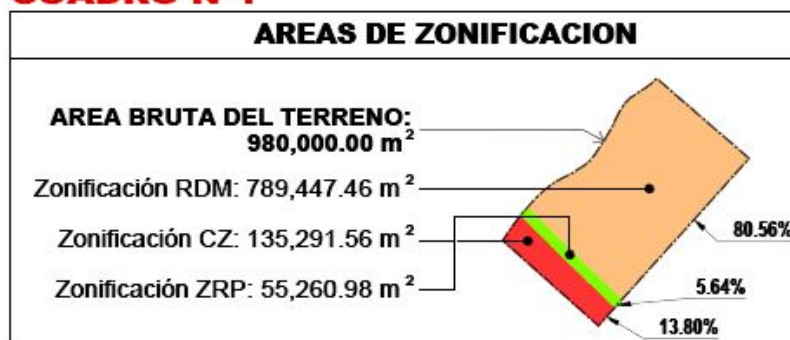 AREAS DE ZONIFICACION
AREA BRUTA DEL TERRENO:
980,000.00 m²
Zonificación RDM: 789,447.46 m²
Zonificación CZ: 135,291.56 m²
Zonificación ZRP: 55,260.98 m²
80.56%
5.64%
13.80%